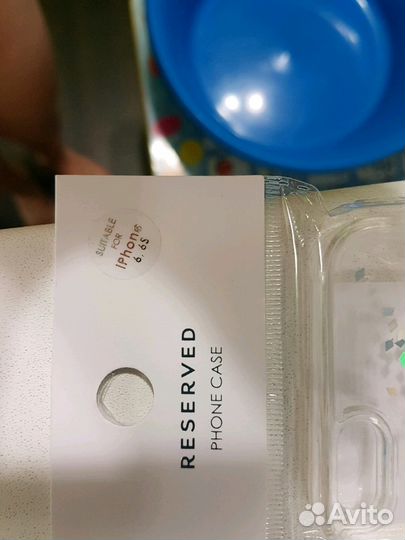 SUITABLE
FOR
iPhone
6, 6S
RESERVED
PHONE CASE
Avito